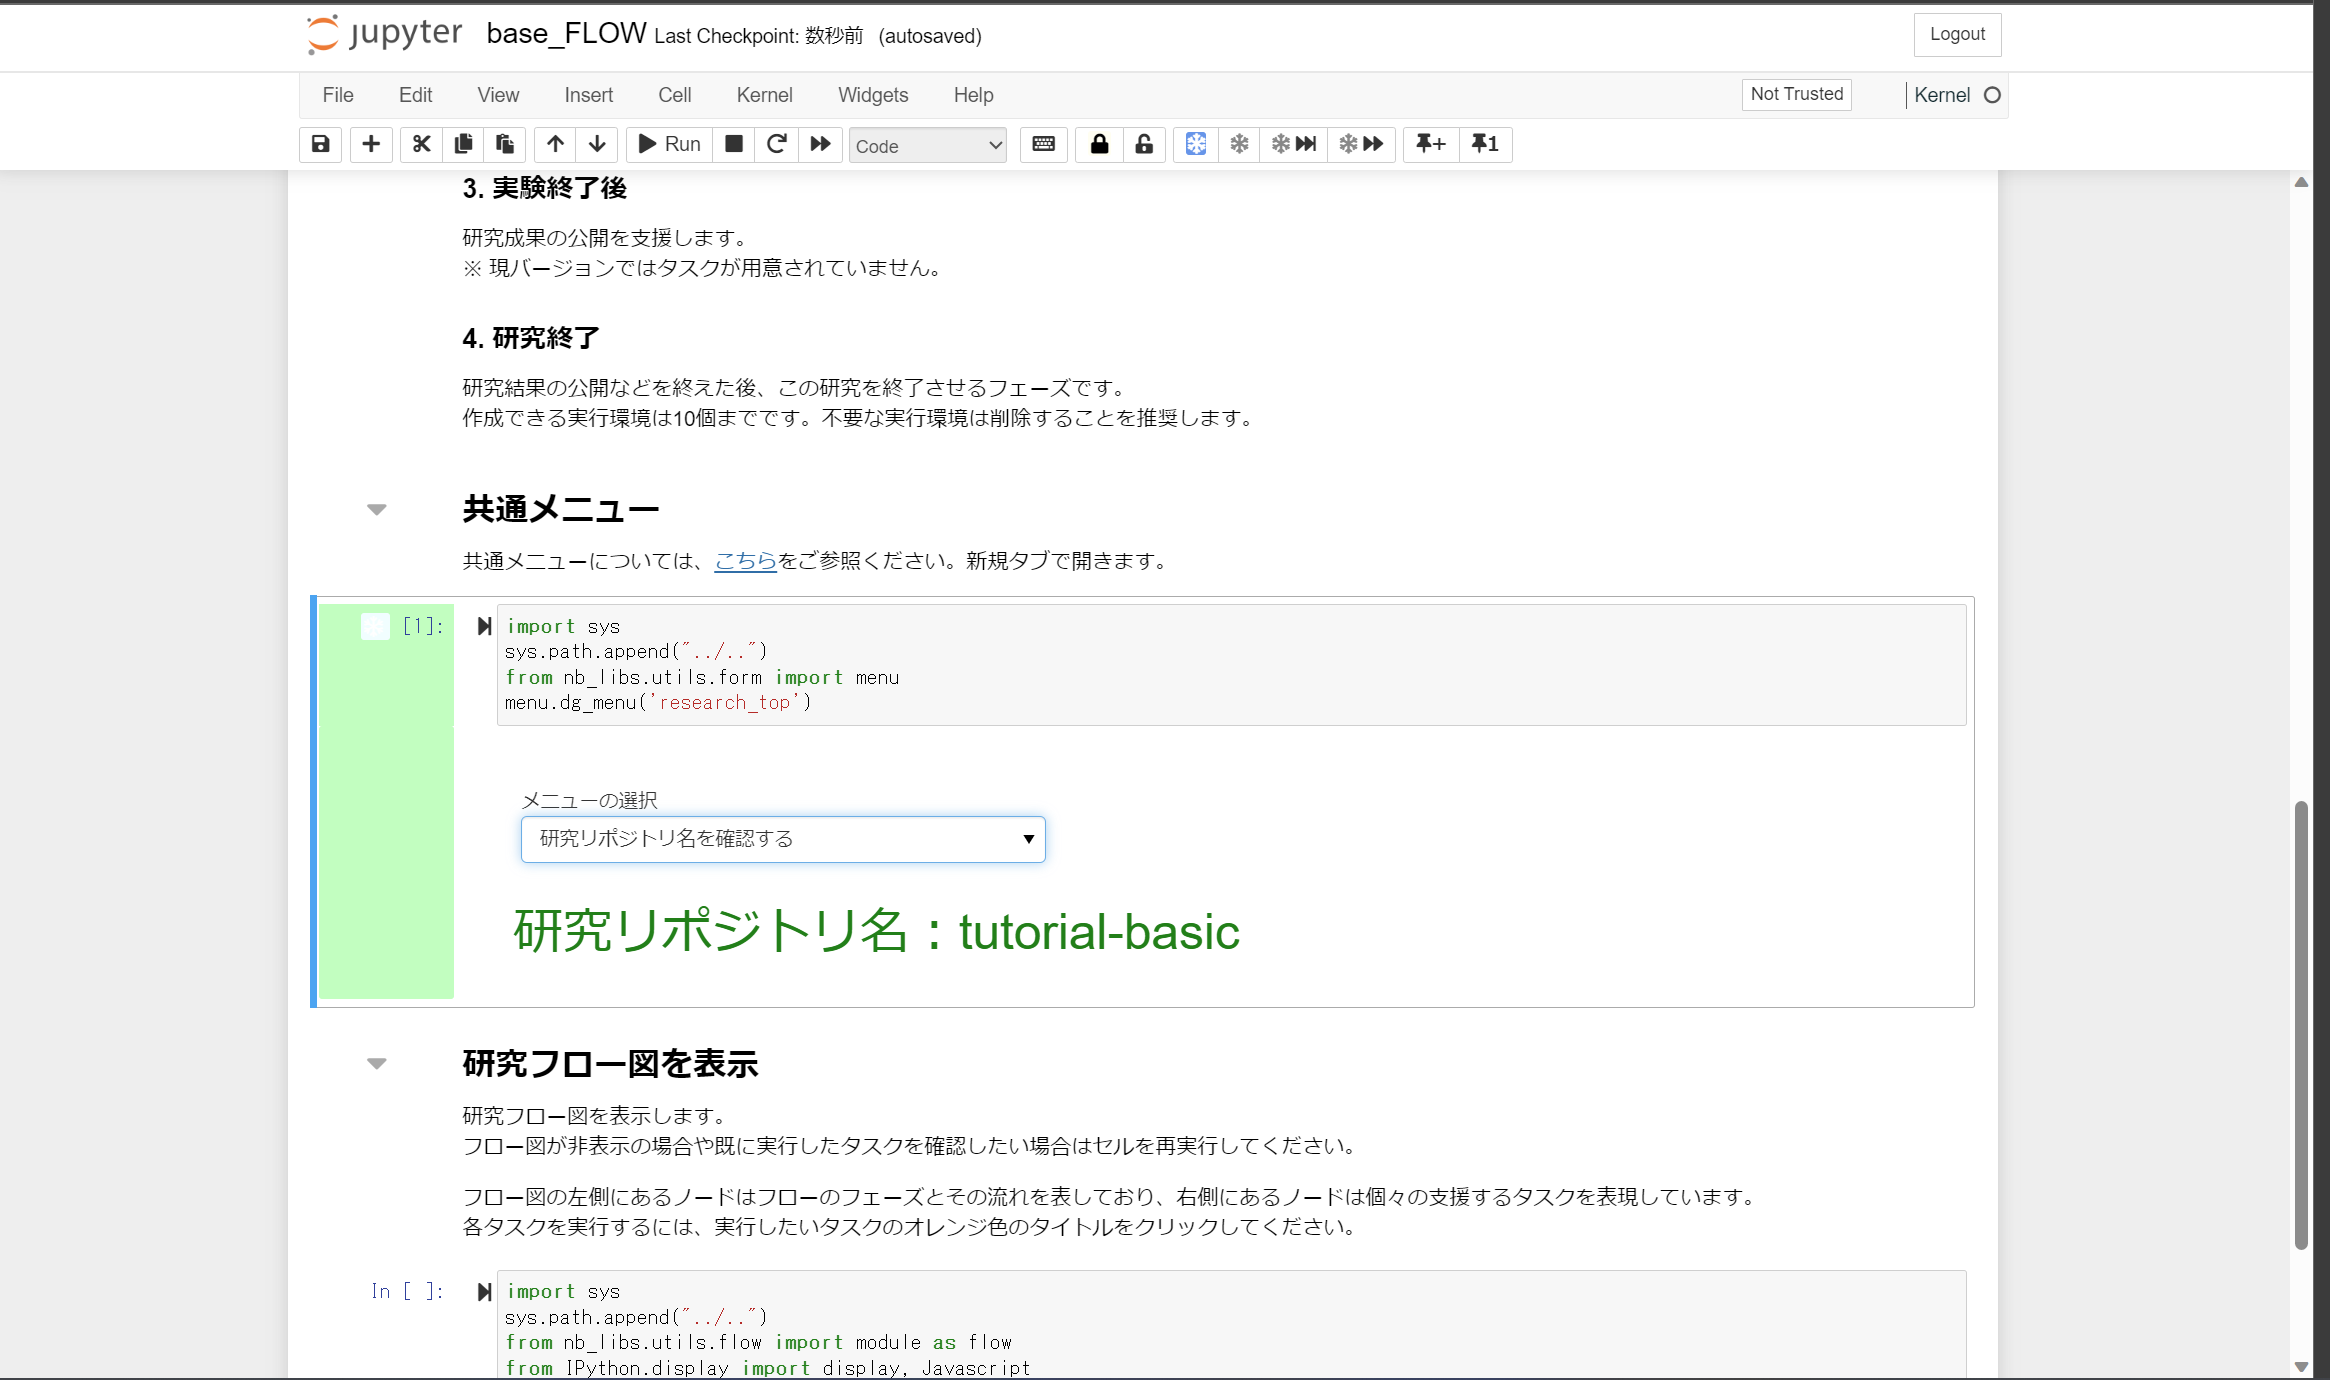 jupyter base_FLOW Last Checkpoint: 数秒前 (autosaved)
Logout
File Edit View Insert Cell Kernel Widgets Help
Not Trusted
Kernel
Run
Code
+
1
3. 実験終了後
研究成果の公開を支援します。
※ 現バージョンではタスクが用意されていません。
4. 研究終了
研究結果の公開などを終えた後、この研究を終了させるフェーズです。
作成できる実行環境は10個までです。不要な実行環境は削除することを推奨します。
共通メニュー
共通メニューについては、こちらをご参照ください。新規タブで開きます。
[1]:
import sys
sys.path.append("../..")
from nb_libs.utils.form import menu
menu.dg_menu('research_top')
メニューの選択
研究リポジトリ名を確認する
研究リポジトリ名：tutorial-basic
研究フロー図を表示
研究フロー図を表示します。
フロー図が非表示の場合や既に実行したタスクを確認したい場合はセルを再実行してください。
フロー図の左側にあるノードはフローのフェーズとその流れを表しており、右側にあるノードは個々の支援するタスクを表現しています。
各タスクを実行するには、実行したいタスクのオレンジ色のタイトルをクリックしてください。
In [ ]:
import sys
sys.path.append("../..")
from nb_libs.utils.flow import module as flow
from IPython.display import display, Javascript